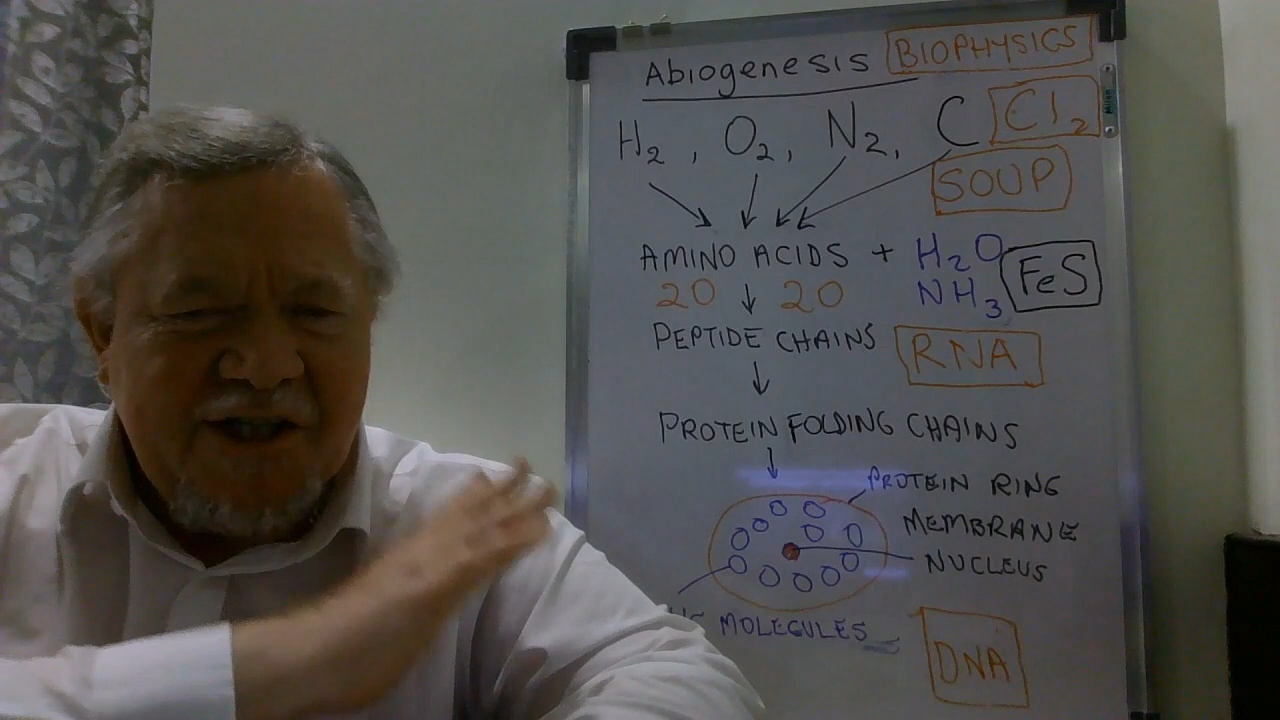 Abiogenesis BIOPHYSICS
H2, O2, N2, C Cl2
SOUP
AMINO ACIDS + H2O FeS
20 20 NH3
PEPTIDE CHAINS RNA
PROTEIN FOLDING CHAINS
PROTEIN RING
MEMBRANE
NUCLEUS
MOLECULES
DNA